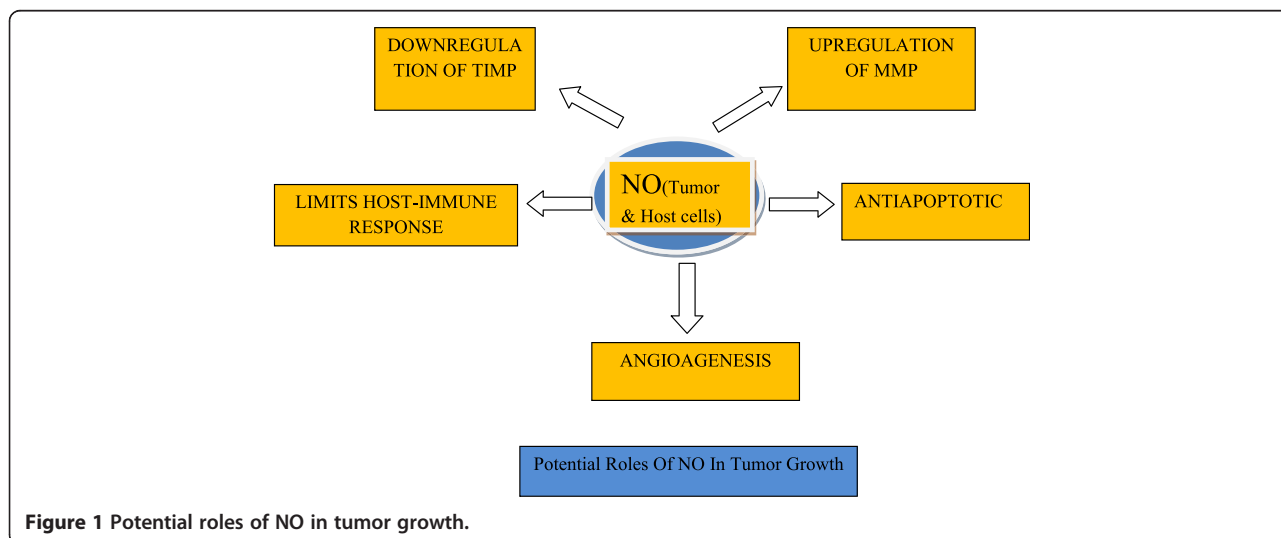 DOWNREGULA
TION OF TIMP
UPREGULATION
OF MMP
NO(Tumor
& Host cells)
LIMITS HOST-IMMUNE
RESPONSE
ANTIAPOPTOTIC
ANGIOAGENESIS
Potential Roles Of NO In Tumor Growth
Figure 1 Potential roles of NO in tumor growth.